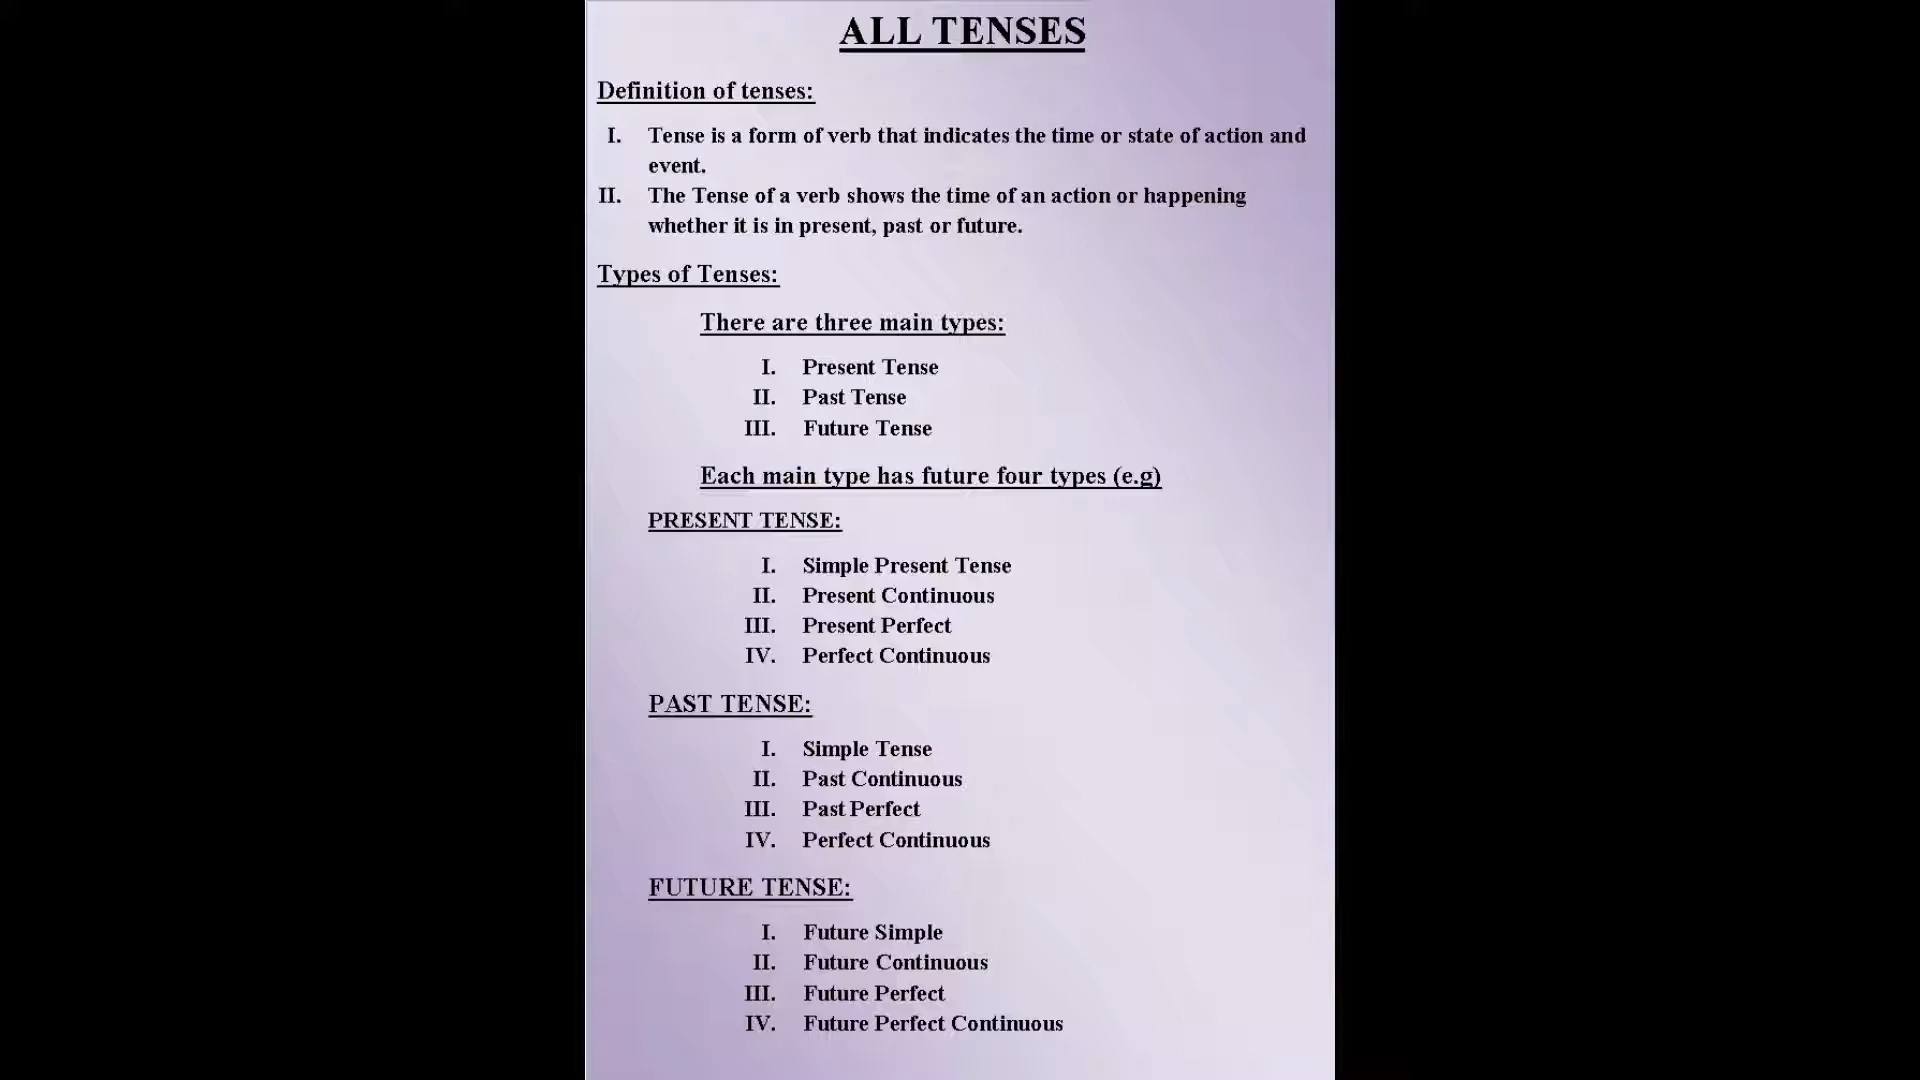 ALL TENSES
Definition of tenses:
I. Tense is a form of verb that indicates the time or state of action and
event.
II. The Tense of a verb shows the time of an action or happening
whether it is in present, past or future.
Types of Tenses:
There are three main types:
I. Present Tense
II. Past Tense
III. Future Tense
Each main type has future four types (e.g)
PRESENT TENSE:
I. Simple Present Tense
II. Present Continuous
III. Present Perfect
IV. Perfect Continuous
PAST TENSE:
I. Simple Tense
II. Past Continuous
III. Past Perfect
IV. Perfect Continuous
FUTURE TENSE:
I. Future Simple
II. Future Continuous
III. Future Perfect
IV. Future Perfect Continuous